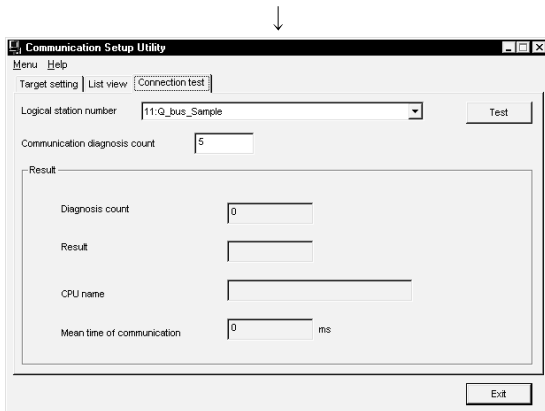 ↓
Communication Setup Utility
Menu Help
Target setting List view Connection test
Logical station number 11:Q_bus_Sample Test
Communication diagnosis count 5
Result
Diagnosis count 0
Result
CPU name
Mean time of communication 0 ms
Exit